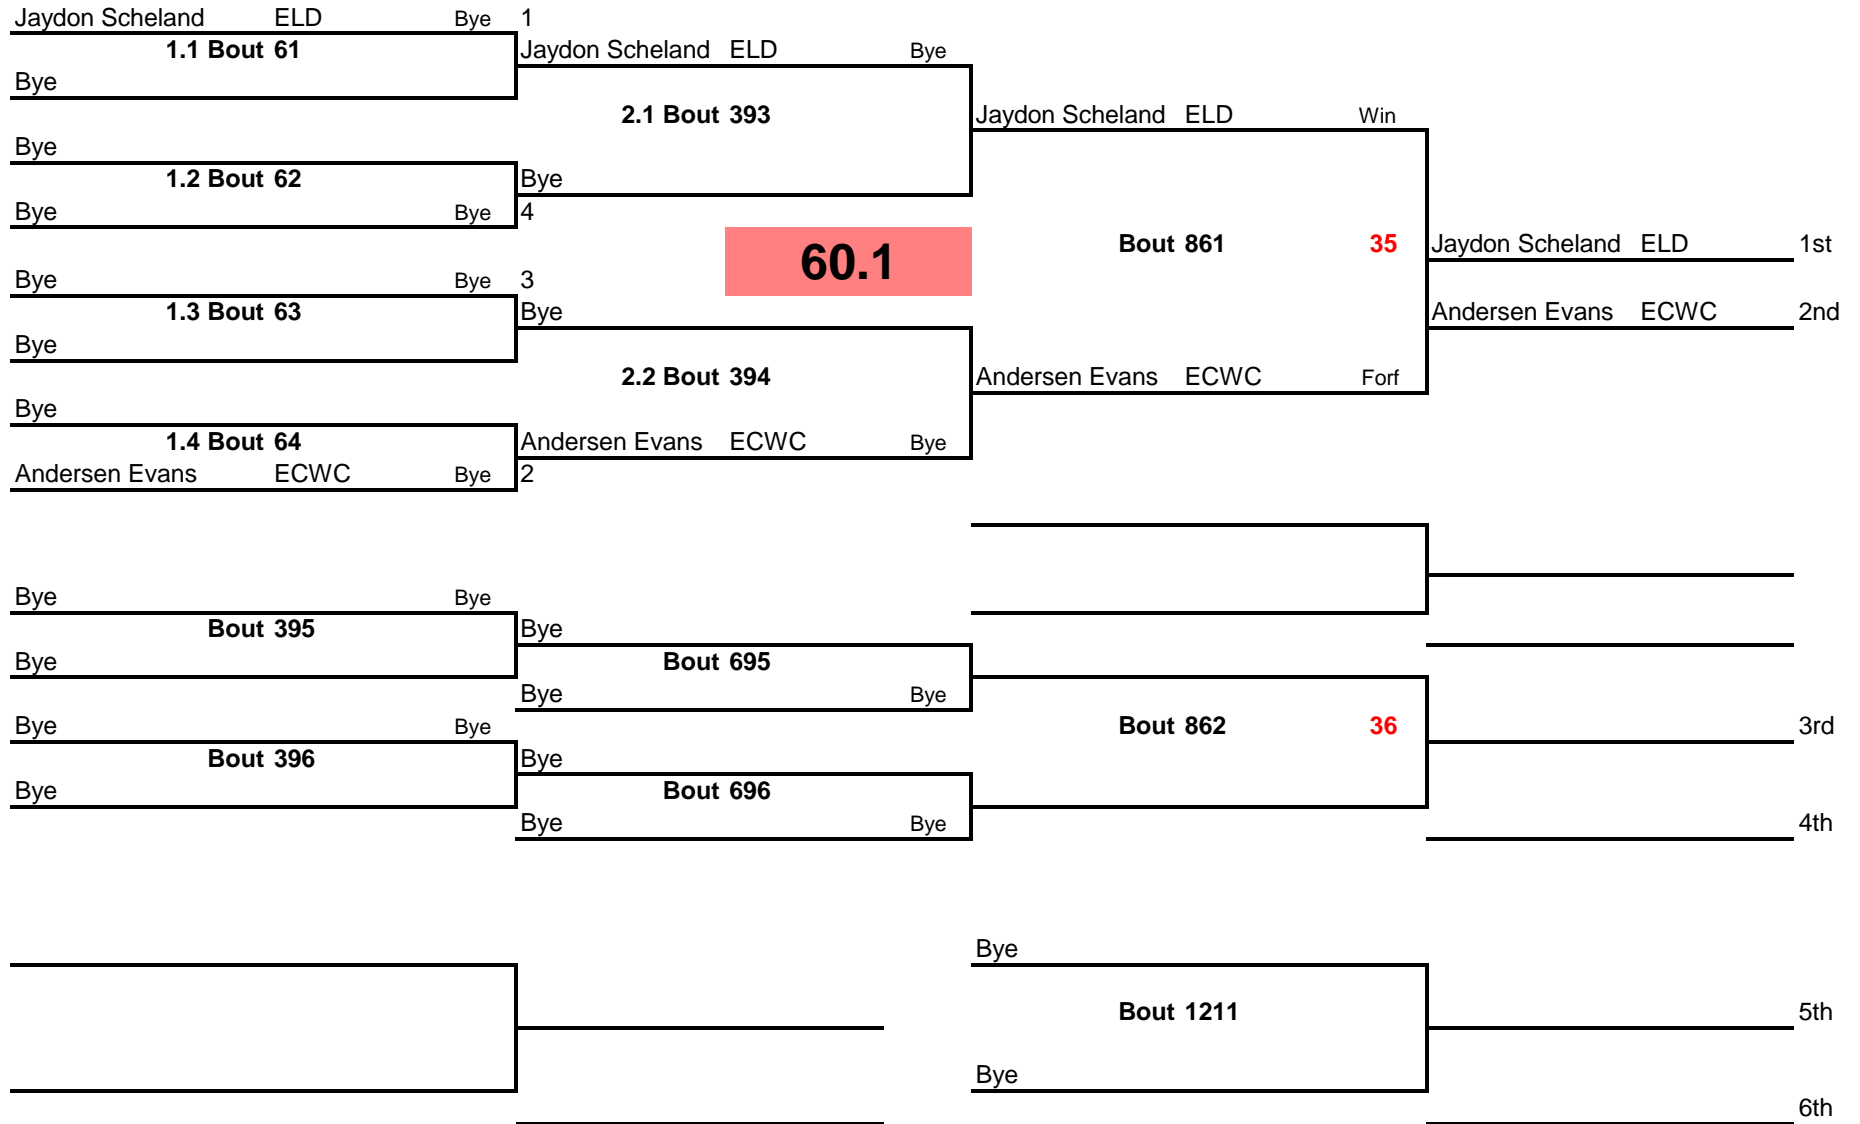 Jaydon Scheland ELD Bye 1
1.1 Bout 61 Jaydon Scheland ELD Bye
Bye
2.1 Bout 393 Jaydon Scheland ELD Win
Bye
1.2 Bout 62 Bye
Bye Bye 4
60.1 Bout 861 35 Jaydon Scheland ELD 1st
Bye Bye 3
1.3 Bout 63 Bye Andersen Evans ECWC 2nd
Bye
2.2 Bout 394 Andersen Evans ECWC Forf
Bye
1.4 Bout 64 Andersen Evans ECWC Bye
Andersen Evans ECWC Bye 2
Bye Bye
Bout 395 Bye
Bye Bout 695
Bye Bye
Bye Bye Bout 862 36 3rd
Bout 396 Bye
Bye Bout 696
Bye Bye 4th
Bye
Bout 1211 5th
Bye
6th